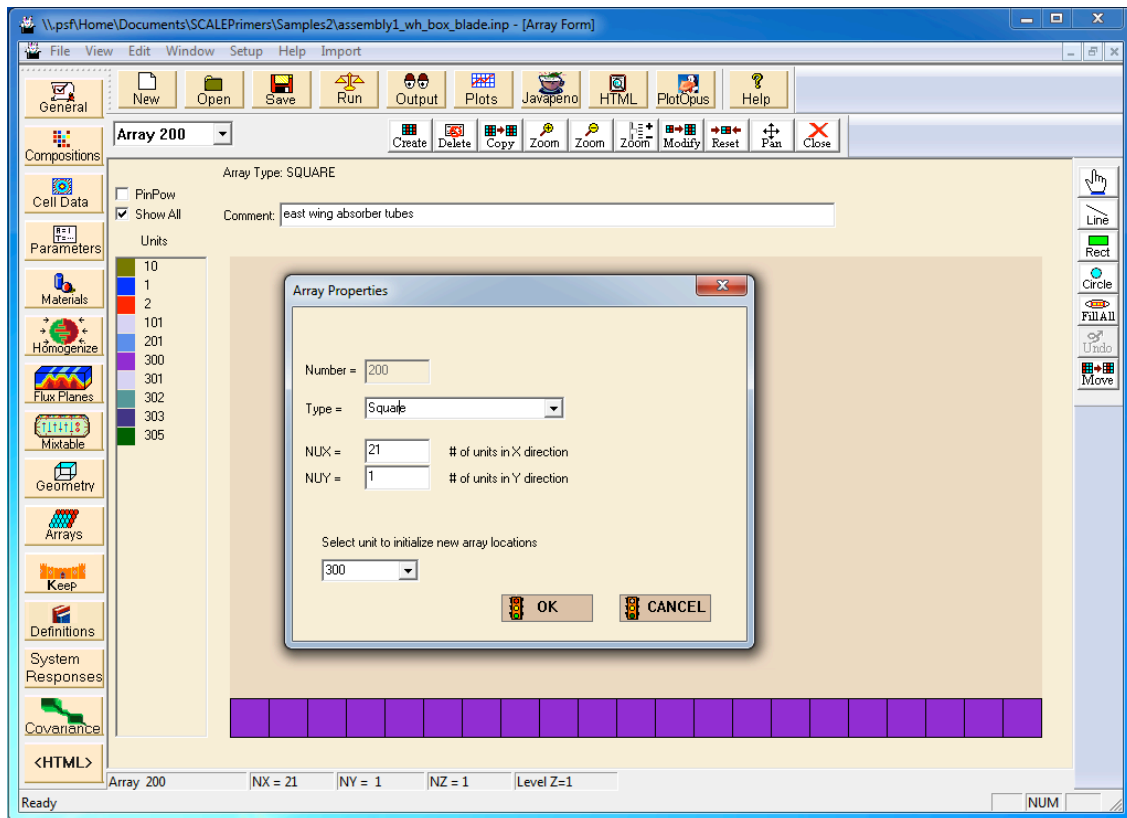 \\.psf\Home\Documents\SCALEPrimers\Samples2\assembly1_wh_box_blade.inp - [Array Form]
File View Edit Window Setup Help Import
General
New Open Save Run Output Plots Javapeno HTML PlotOpus Help
Array 200
Create Delete Copy Zoom Zoom Zoom Modify Reset Pan Close
Compositions
Array Type: SQUARE
Cell Data
PinPow
Show All
Comment: east wing absorber tubes
Line
Parameters
Units
Rect
10
1
2
101
201
300
301
302
303
305
Materials
Homogenize
Flux Planes
Mixtable
Geometry
Arrays
Keep
Definitions
System
Responses
Covariance
<HTML>
Circle
Fill All
Undo
Move
Array Properties
Number = 200
Type = Square
NUX = 21 # of units in X direction
NUY = 1 # of units in Y direction
Select unit to initialize new array locations
300
OK CANCEL
Array 200 NX = 21 NY = 1 NZ = 1 Level Z=1
Ready NUM